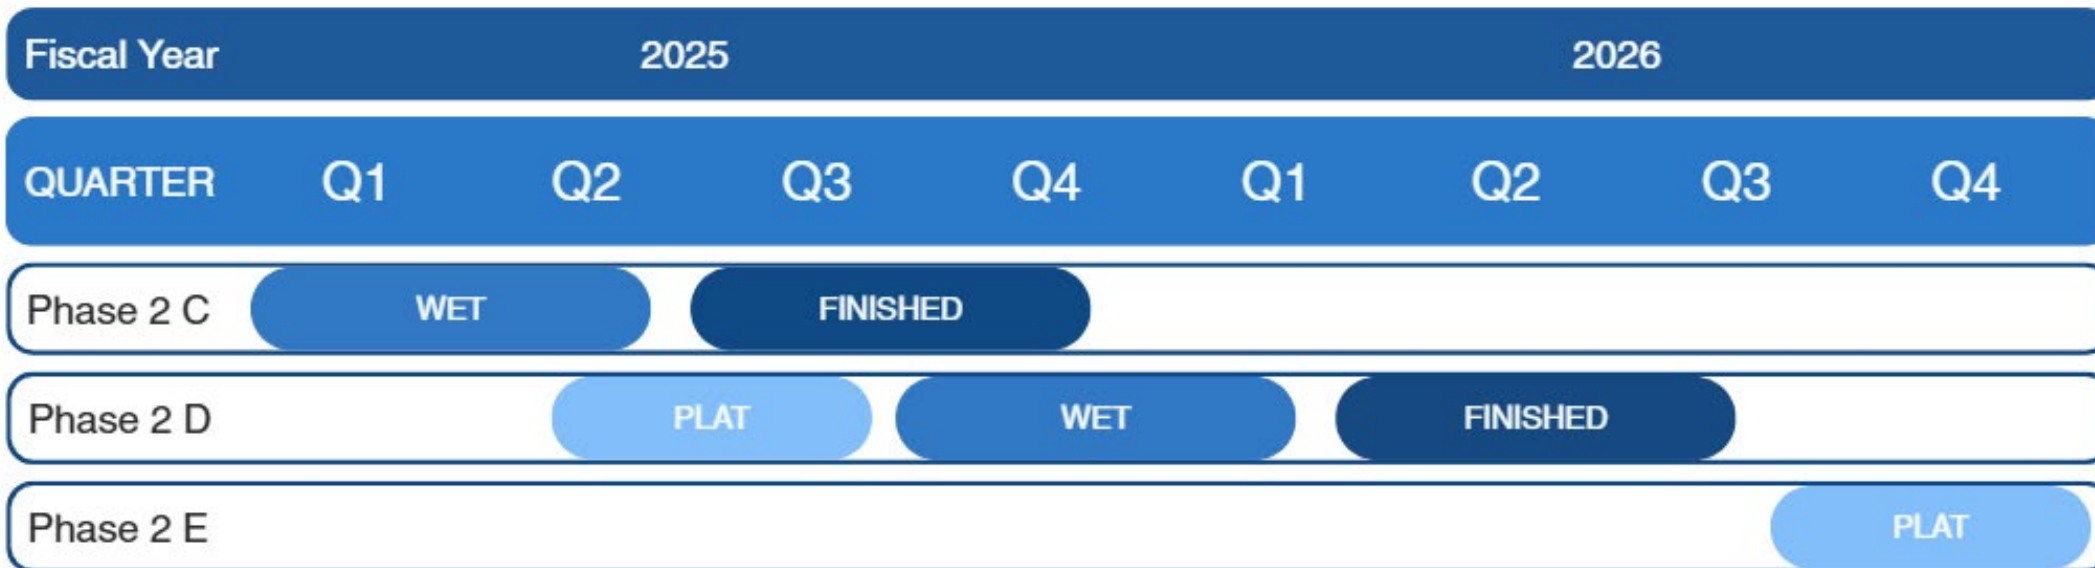 Fiscal Year 2025 2026
QUARTER Q1 Q2 Q3 Q4 Q1 Q2 Q3 Q4
Phase 2 C WET FINISHED
Phase 2 D PLAT WET FINISHED
Phase 2 E PLAT